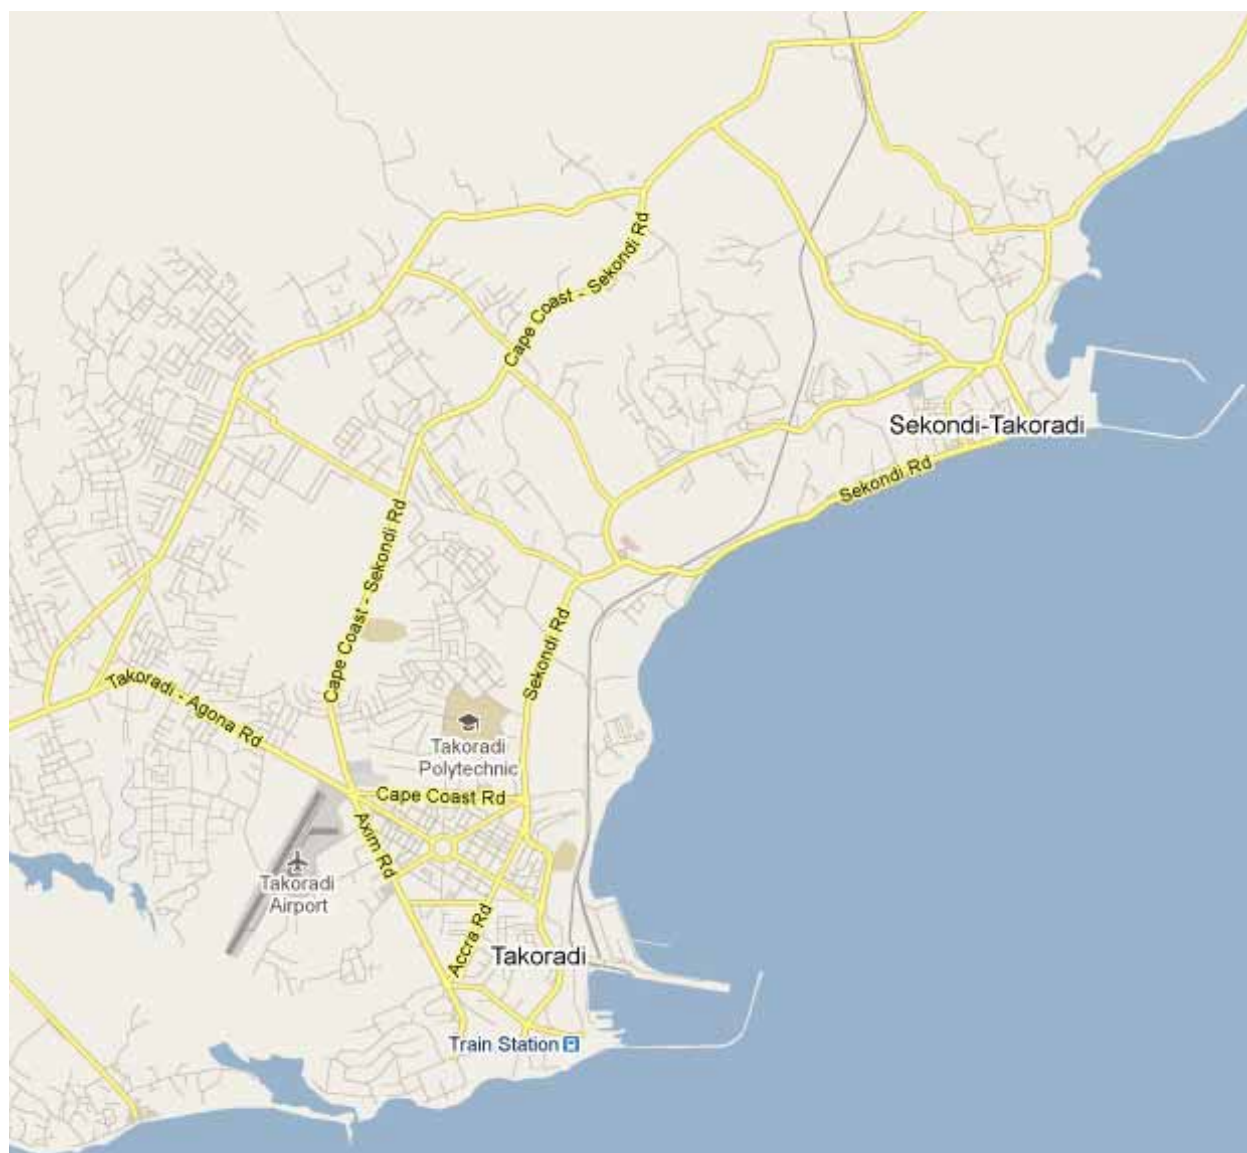 Cape Coast - Sekondi Rd
Sekondi-Takoradi
Sekondi Rd
Cape Coast - Sekondi Rd
Sekondi Rd
Takoradi - Agona Rd
Takoradi
Polytechnic
Cape Coast Rd
Axim Rd
Takoradi
Airport
Accra Rd
Takoradi
Train Station